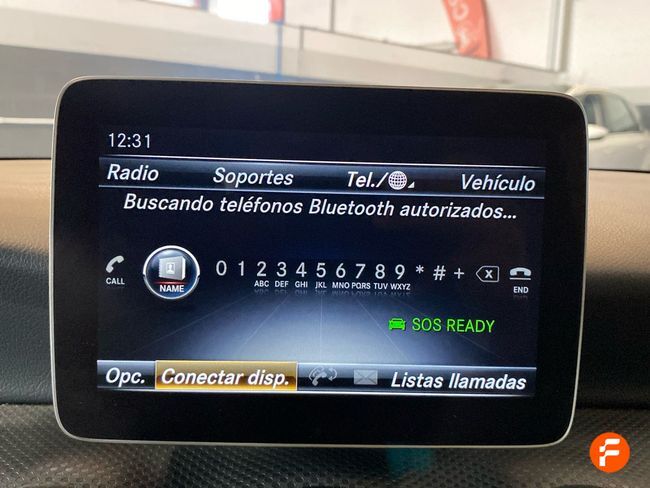 12:31
Radio Soportes Tel./ Vehículo
Buscando teléfonos Bluetooth autorizados...
0 1 2 3 4 5 6 7 8 9 * # + x
CALL NAME ABC DEF GHI JKL MNO PQRS TUV WXYZ END
SOS READY
Opc. Conectar disp. Listas llamadas